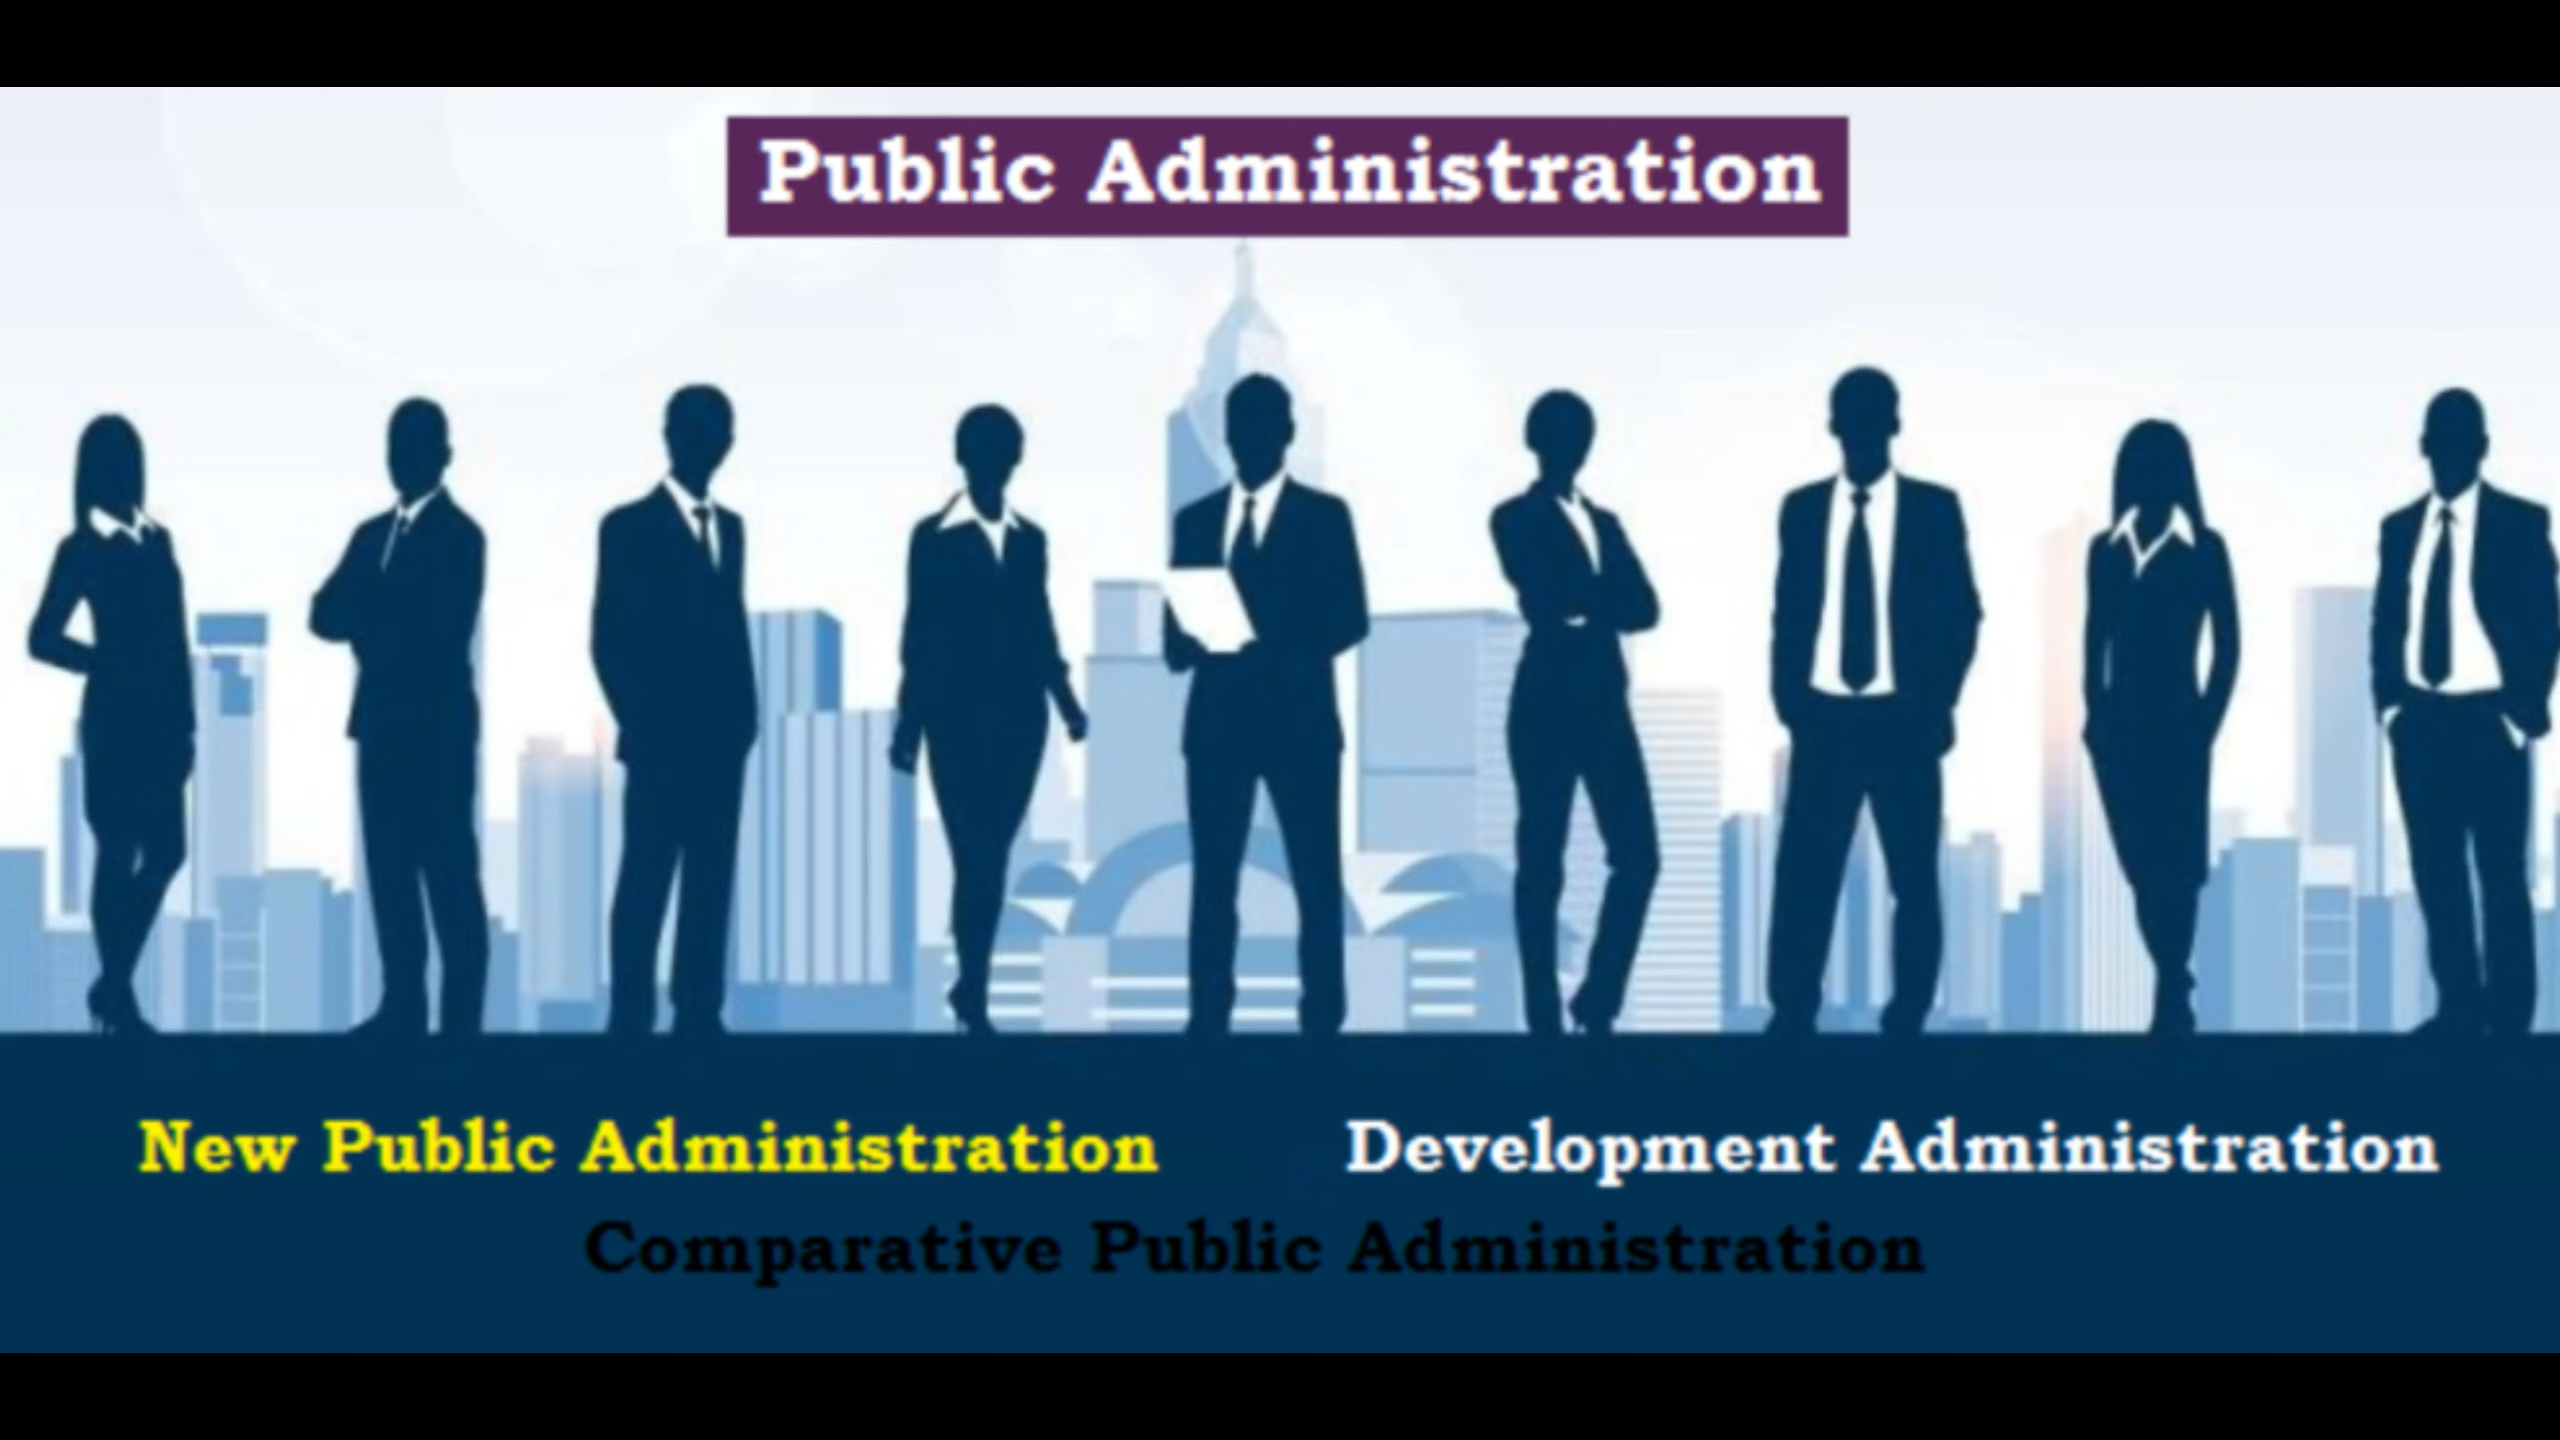 Public Administration
New Public Administration
Development Administration
Comparative Public Administration